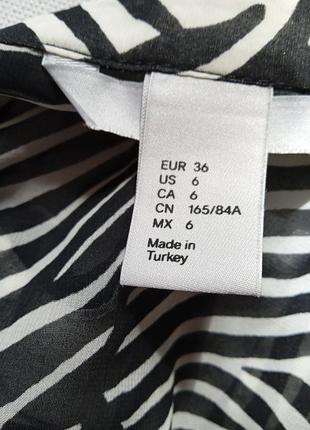 EUR 36
US 6
CA 6
CN 165/84A
MX 6
Made in
Turkey